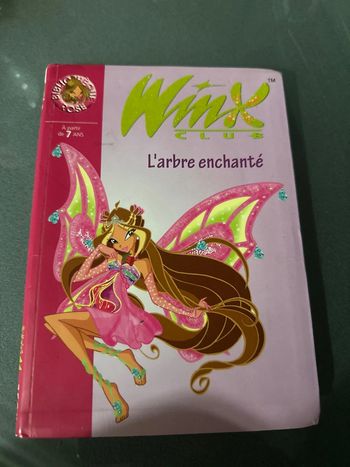 BIBLIOTHÈQUE
ROSE
À partir
de 7 ANS
Winx
™
CLUB
L'arbre enchanté